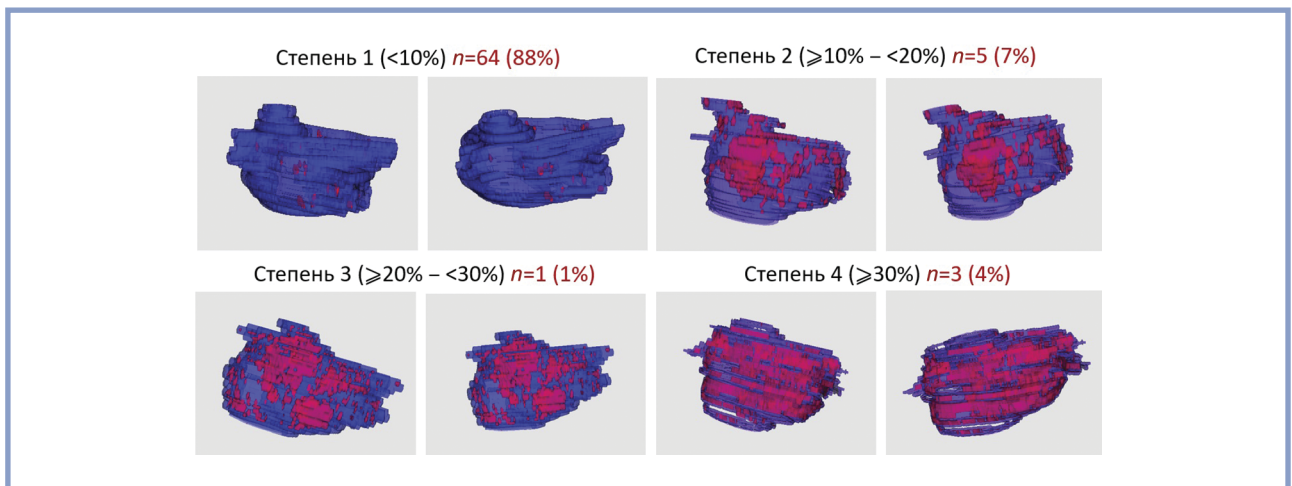 Степень 1 (<10%) n=64 (88%)
Степень 2 (⩾10% – <20%) n=5 (7%)
Степень 3 (⩾20% – <30%) n=1 (1%)
Степень 4 (⩾30%) n=3 (4%)